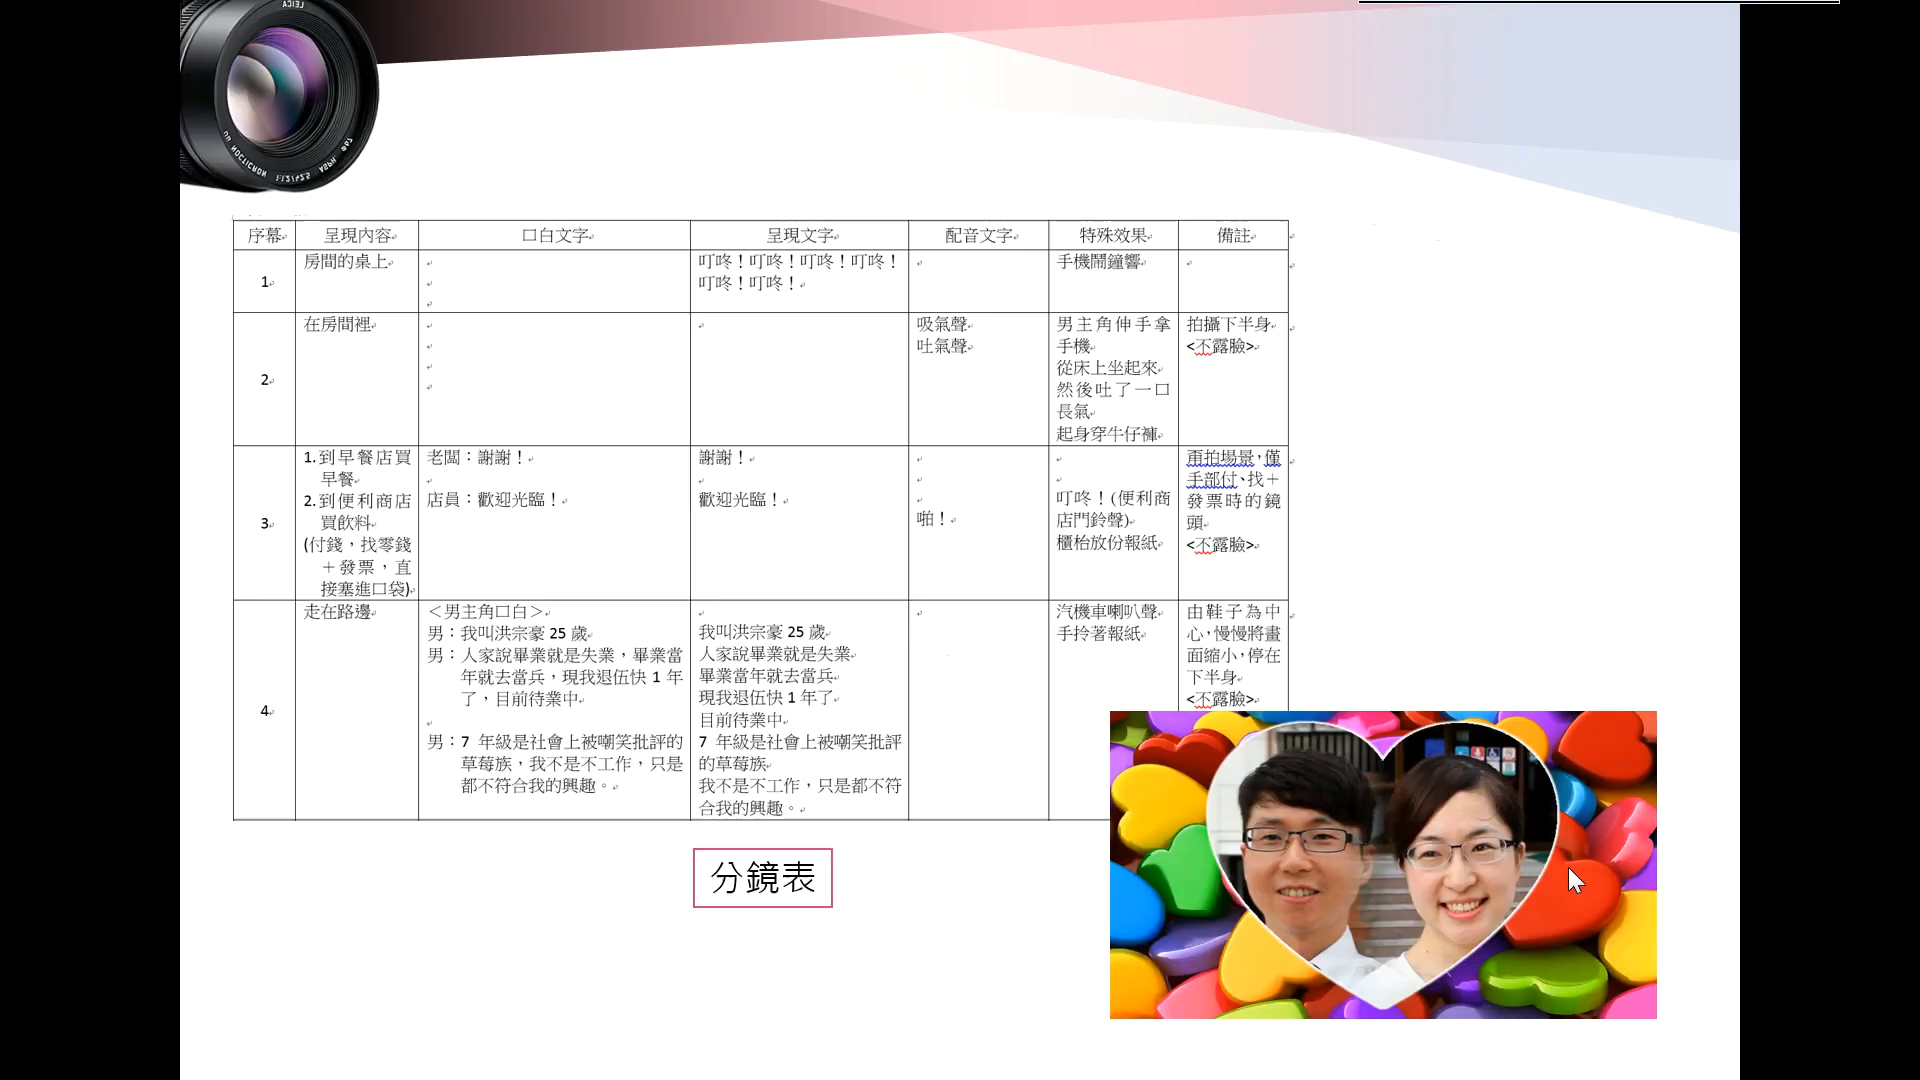 LEICA
DG NOCTICRON 1:1.2/42.5 ASPH. Ø67
序幕 呈現內容 口白文字 呈現文字 配音文字 特殊效果 備註
1
房間的桌上
叮咚！叮咚！叮咚！叮咚！
叮咚！叮咚！
手機鬧鐘響
2
在房間裡
吸氣聲
吐氣聲
男主角伸手拿
手機
從床上坐起來
然後吐了一口
長氣
起身穿牛仔褲
拍攝下半身
<不露臉>
3
1.到早餐店買
早餐
2.到便利商店
買飲料
(付錢，找零錢
＋發票，直
接塞進口袋)
老闆：謝謝！
店員：歡迎光臨！
謝謝！
歡迎光臨！
啪！
叮咚！(便利商
店門鈴聲)
櫃枱放份報紙
兩拍場景，僅
手部付、找＋
發票時的鏡
頭
<不露臉>
4
走在路邊
＜男主角口白＞
男：我叫洪宗豪 25 歲
男：人家說畢業就是失業，畢業當
年就去當兵，現我退伍快 1 年
了，目前待業中
男：7 年級是社會上被嘲笑批評的
草莓族，我不是不工作，只是
都不符合我的興趣。
我叫洪宗豪 25 歲
人家說畢業就是失業
畢業當年就去當兵
現我退伍快 1 年了
目前待業中
7 年級是社會上被嘲笑批評
的草莓族
我不是不工作，只是都不符
合我的興趣。
汽機車喇叭聲
手拎著報紙
由鞋子為中
心，慢慢將畫
面縮小，停在
下半身
<不露臉>
分鏡表